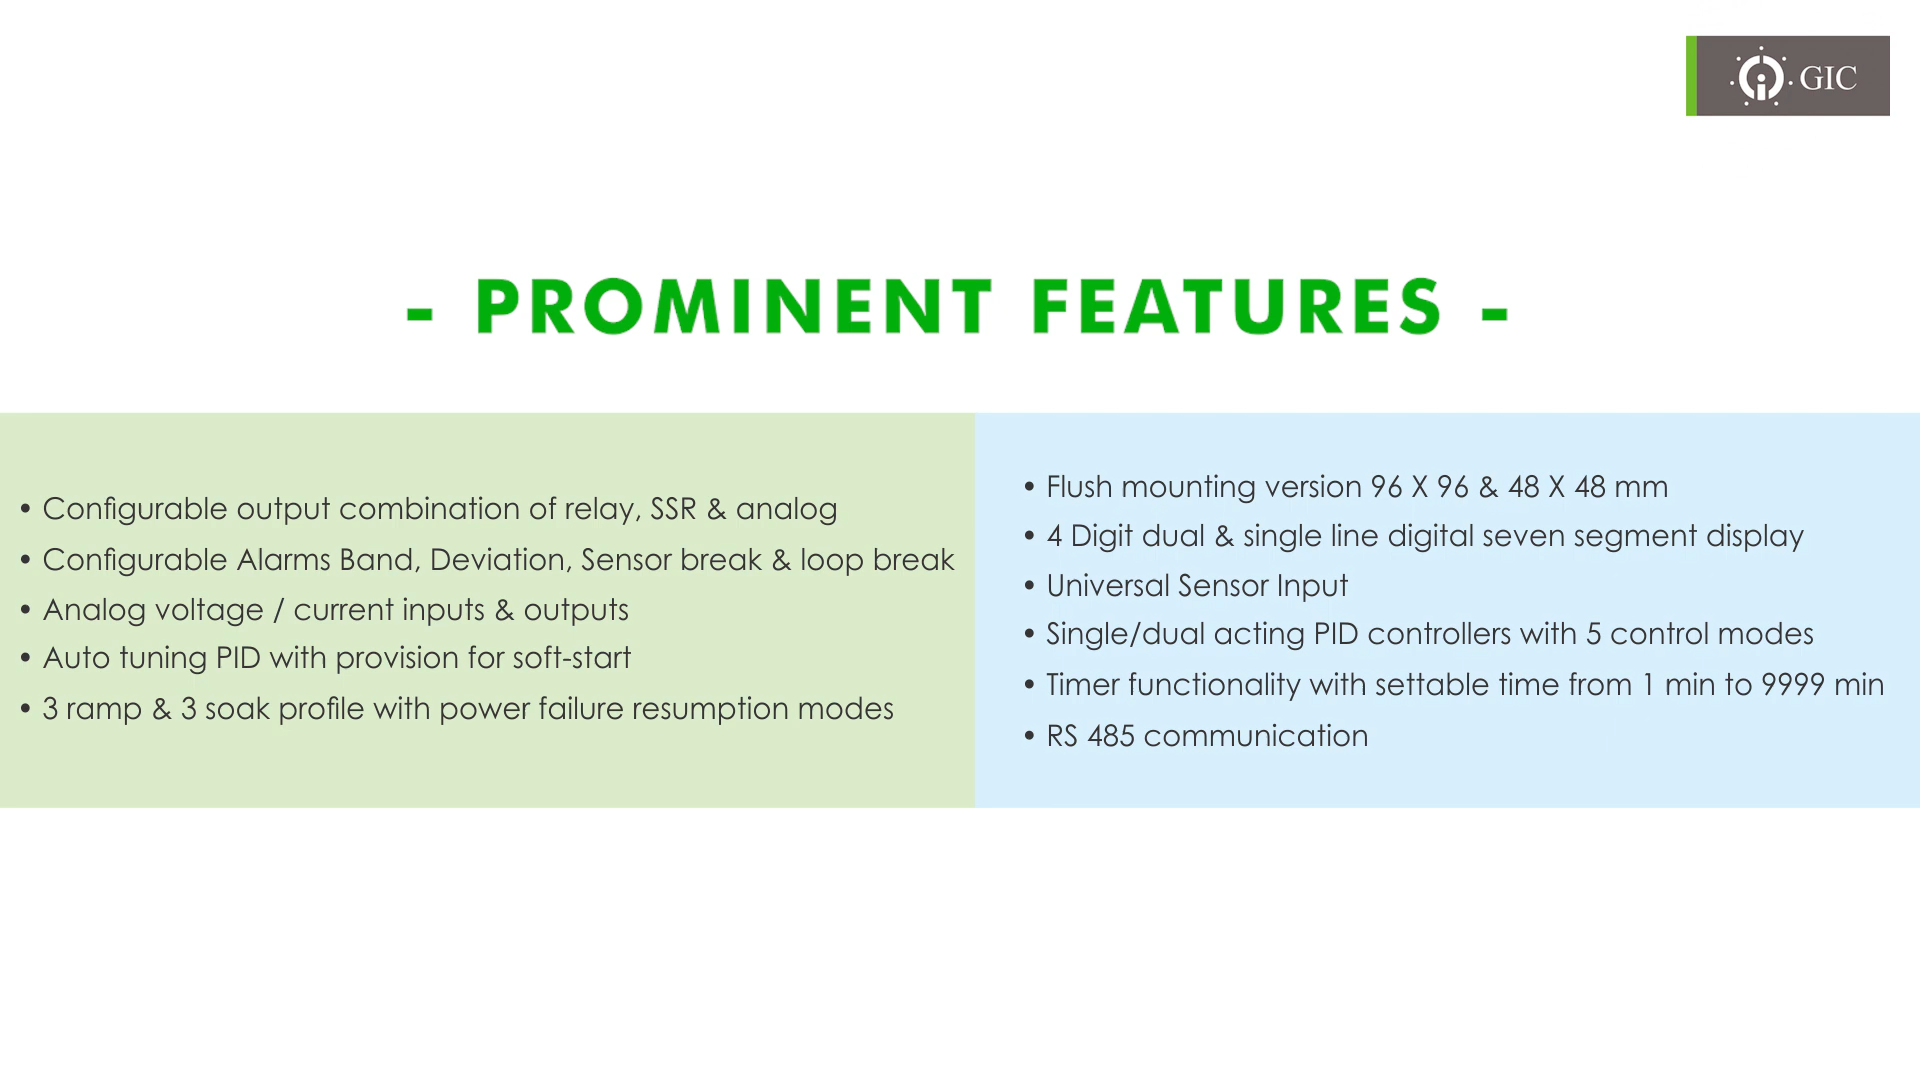 GIC
- PROMINENT FEATURES -
• Configurable output combination of relay, SSR & analog
• Configurable Alarms Band, Deviation, Sensor break & loop break
• Analog voltage / current inputs & outputs
• Auto tuning PID with provision for soft-start
• 3 ramp & 3 soak profile with power failure resumption modes
• Flush mounting version 96 X 96 & 48 X 48 mm
• 4 Digit dual & single line digital seven segment display
• Universal Sensor Input
• Single/dual acting PID controllers with 5 control modes
• Timer functionality with settable time from 1 min to 9999 min
• RS 485 communication